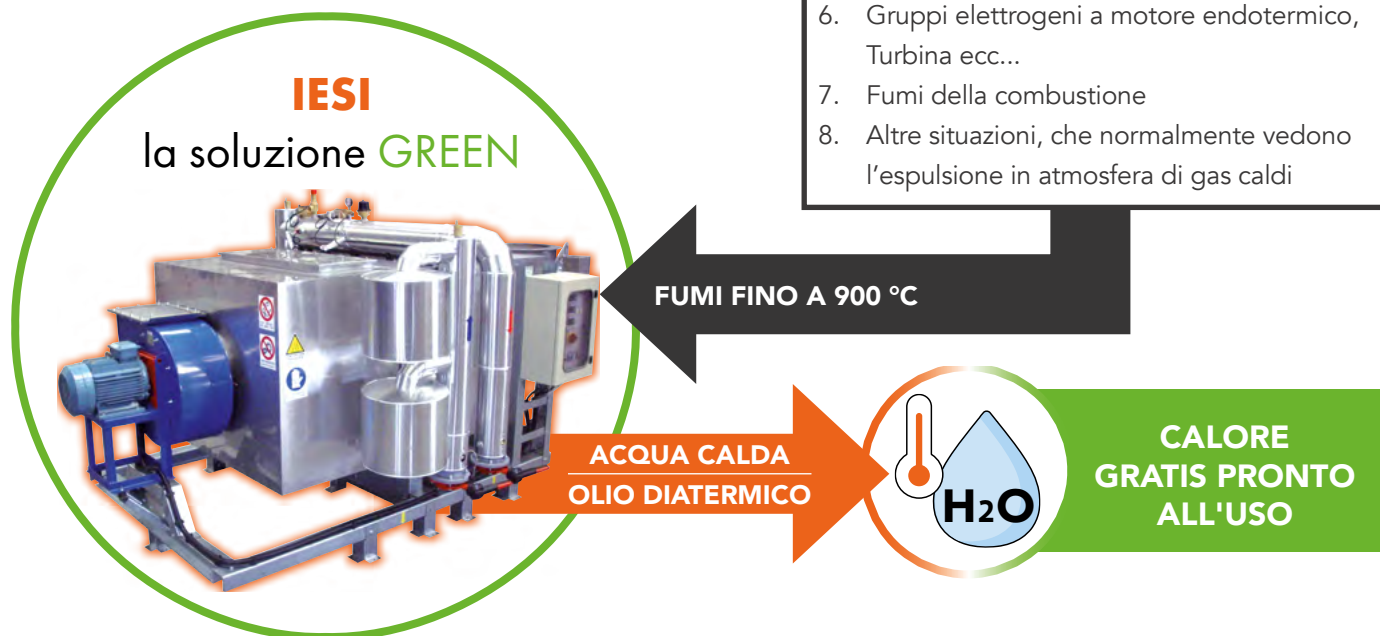 6. Gruppi elettrogeni a motore endotermico,
Turbina ecc...
7. Fumi della combustione
8. Altre situazioni, che normalmente vedono
l'espulsione in atmosfera di gas caldi
IESI
la soluzione GREEN
FUMI FINO A 900 °C
ACQUA CALDA
OLIO DIATERMICO
H2O
CALORE
GRATIS PRONTO
ALL'USO